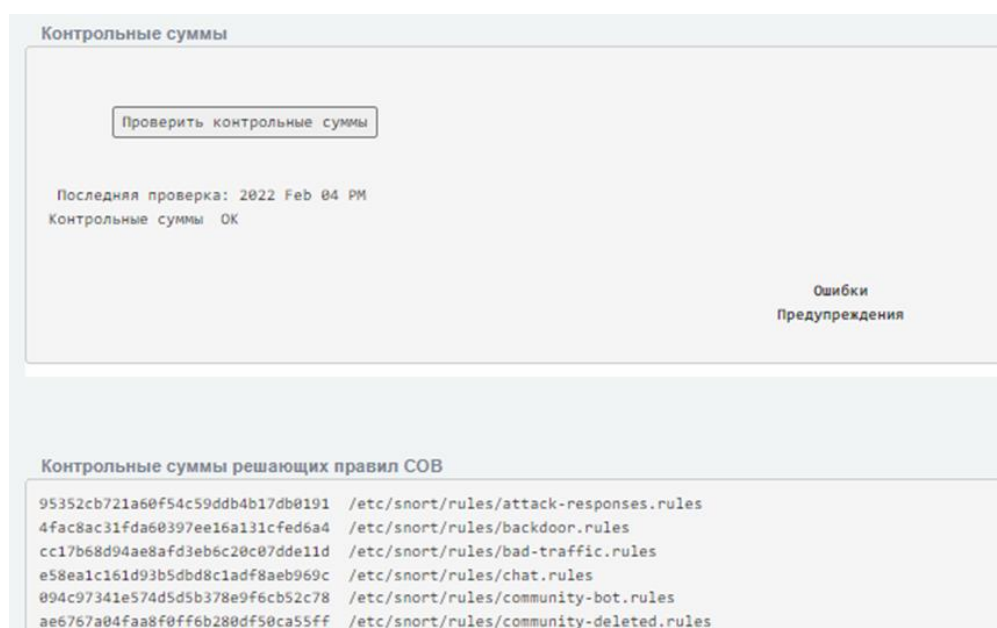 Контрольные суммы
Проверить контрольные суммы
Последняя проверка: 2022 Feb 04 PM
Контрольные суммы OK
Ошибки
Предупреждения
Контрольные суммы решающих правил СОВ
95352cb721a60f54c59ddb4b17db0191 /etc/snort/rules/attack-responses.rules
4fac8ac31fda60397ee16a131cfed6a4 /etc/snort/rules/backdoor.rules
cc17b68d94ae8afd3eb6c20c07dde11d /etc/snort/rules/bad-traffic.rules
e58ea1c161d93b5dbd8c1adf8aeb969c /etc/snort/rules/chat.rules
094c97341e574d5d5b378e9f6cb52c78 /etc/snort/rules/community-bot.rules
ae6767a04faa8f0ff6b280df50ca55ff /etc/snort/rules/community-deleted.rules